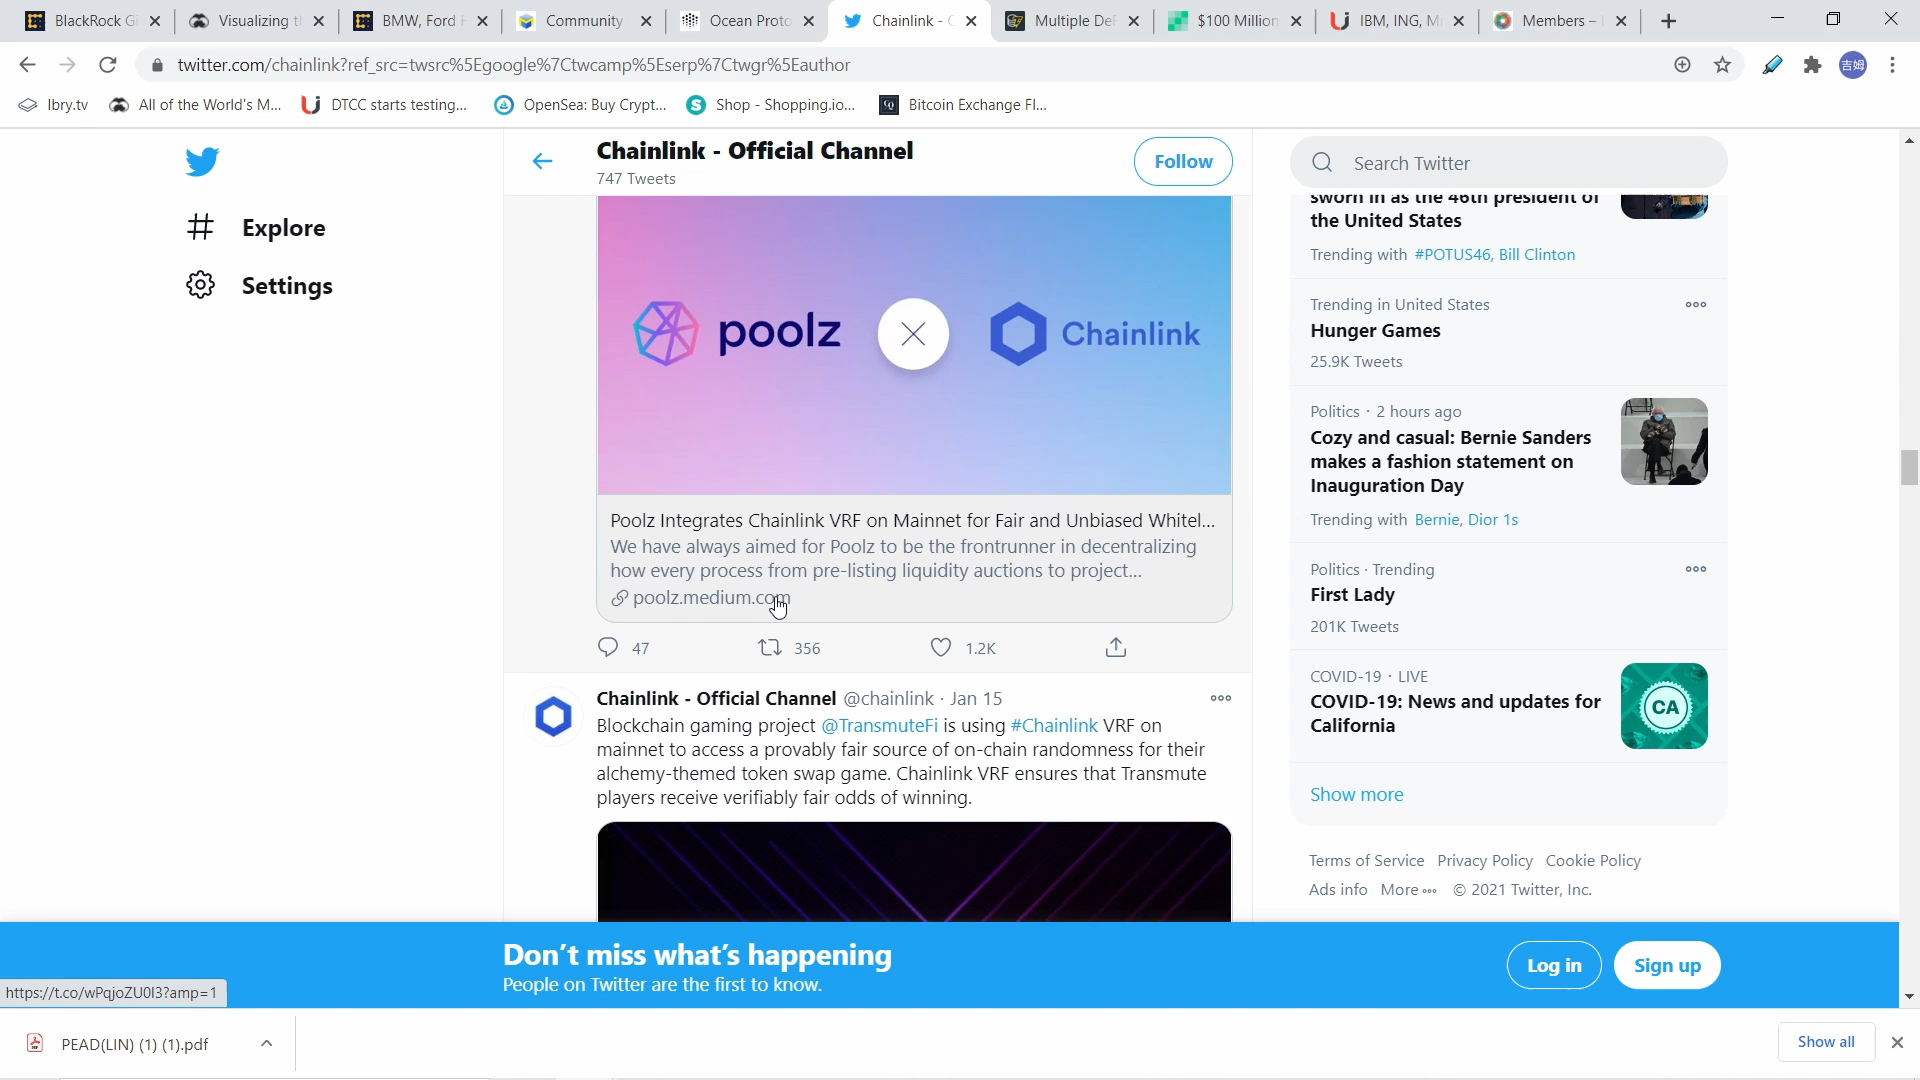 BlackRock Gi
Visualizing t
BMW, Ford
Community
Ocean Proto
Chainlink - 
Multiple DeF
$100 Million
IBM, ING, M
Members –
twitter.com/chainlink?ref_src=twsrc%5Egoogle%7Ctwcamp%5Eserp%7Ctwgr%5Eauthor
吉姆
lbry.tv
All of the World's M...
DTCC starts testing...
OpenSea: Buy Crypt...
Shop - Shopping.io...
Bitcoin Exchange Fl...
Explore
Settings
Chainlink - Official Channel
747 Tweets
Follow
poolz
Chainlink
Poolz Integrates Chainlink VRF on Mainnet for Fair and Unbiased Whitel...
We have always aimed for Poolz to be the frontrunner in decentralizing
how every process from pre-listing liquidity auctions to project...
poolz.medium.com
47
356
1.2K
Chainlink - Official Channel @chainlink · Jan 15
Blockchain gaming project @TransmuteFi is using #Chainlink VRF on
mainnet to access a provably fair source of on-chain randomness for their
alchemy-themed token swap game. Chainlink VRF ensures that Transmute
players receive verifiably fair odds of winning.
Search Twitter
sworn in as the 46th president of
the United States
Trending with #POTUS46, Bill Clinton
Trending in United States
Hunger Games
25.9K Tweets
Politics · 2 hours ago
Cozy and casual: Bernie Sanders
makes a fashion statement on
Inauguration Day
Trending with Bernie, Dior 1s
Politics · Trending
First Lady
201K Tweets
COVID-19 · LIVE
COVID-19: News and updates for
California
CA
Show more
Terms of Service Privacy Policy Cookie Policy
Ads info More © 2021 Twitter, Inc.
Don't miss what's happening
People on Twitter are the first to know.
Log in
Sign up
https://t.co/wPqjoZU0l3?amp=1
PEAD(LIN) (1) (1).pdf
Show all